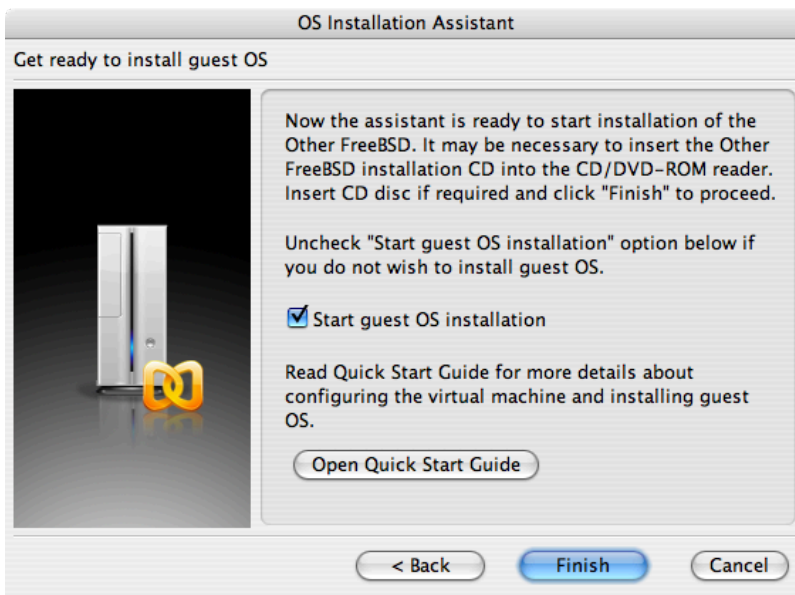 OS Installation Assistant
Get ready to install guest OS
Now the assistant is ready to start installation of the
Other FreeBSD. It may be necessary to insert the Other
FreeBSD installation CD into the CD/DVD-ROM reader.
Insert CD disc if required and click "Finish" to proceed.
Uncheck "Start guest OS installation" option below if
you do not wish to install guest OS.
Start guest OS installation
Read Quick Start Guide for more details about
configuring the virtual machine and installing guest
OS.
Open Quick Start Guide
< Back
Finish
Cancel